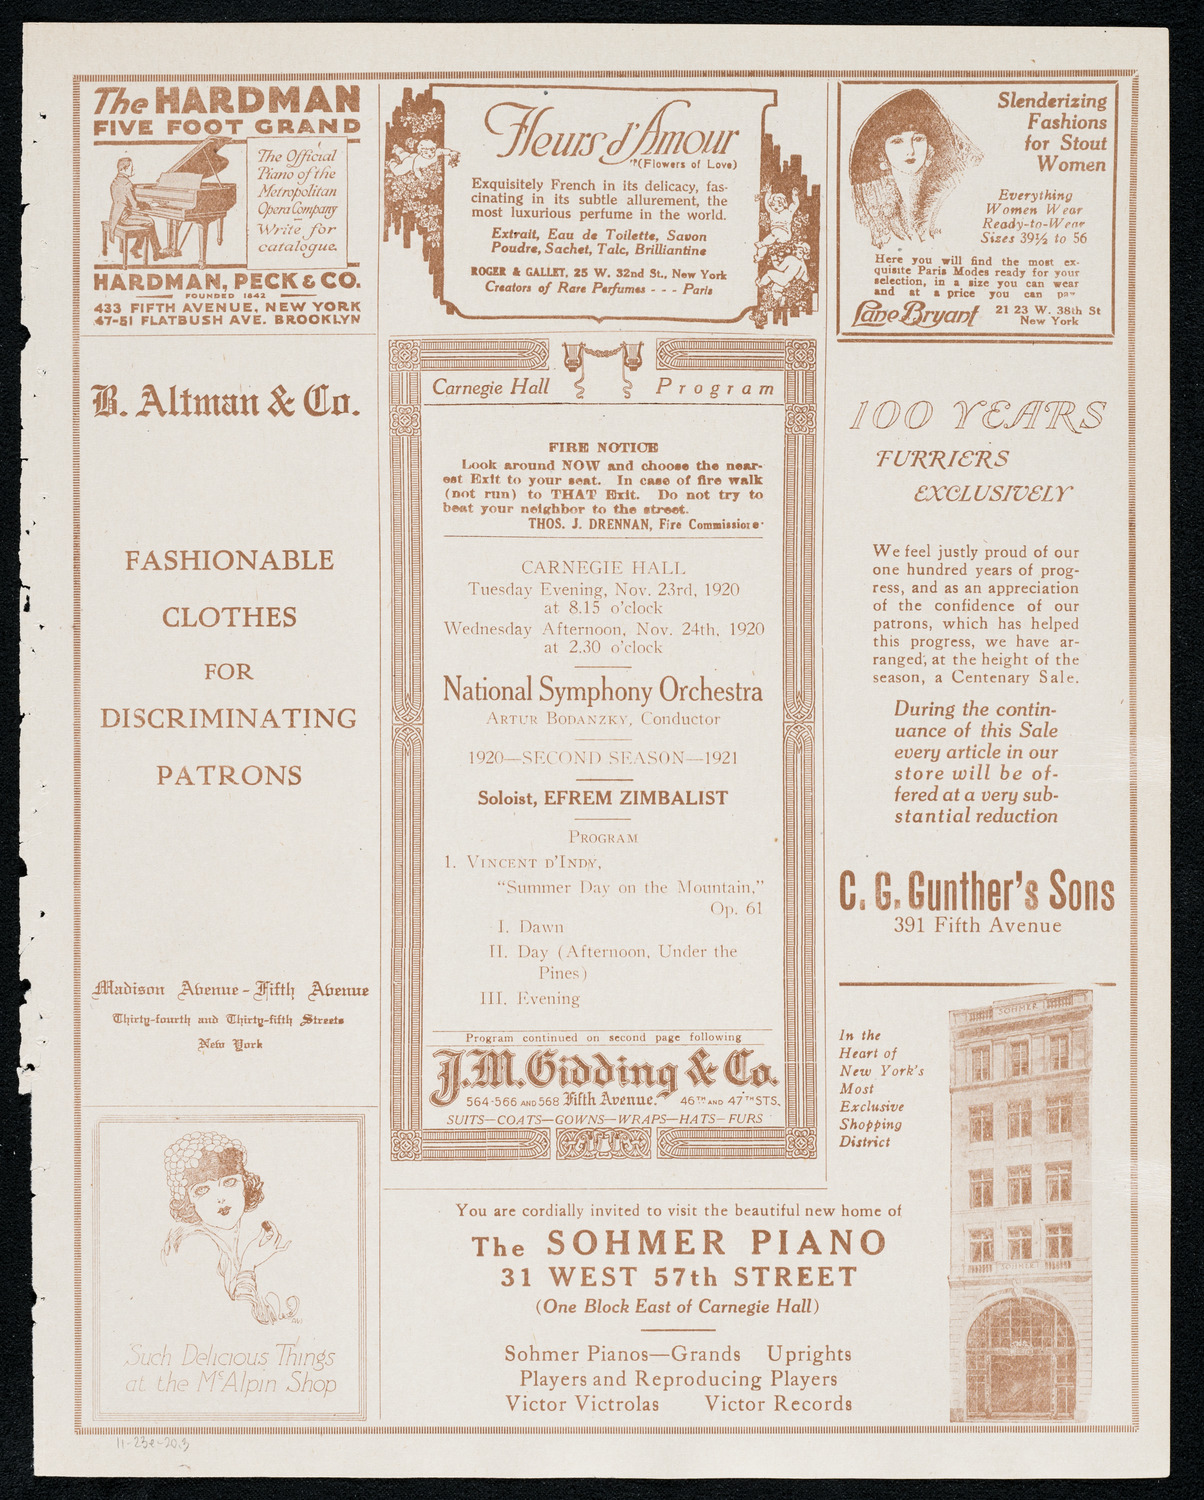 The HARDMAN
FIVE FOOT GRAND
The Official
Piano of the
Metropolitan
Opera Company
Write for
catalogue.
HARDMAN, PECK & CO.
FOUNDED 1842
433 FIFTH AVENUE, NEW YORK
47-51 FLATBUSH AVE. BROOKLYN
Fleurs d'Amour
(Flowers of Love)
Exquisitely French in its delicacy, fas-
cinating in its subtle allurement, the
most luxurious perfume in the world.
Extrait, Eau de Toilette, Savon
Poudre, Sachet, Talc, Brilliantine
ROGER & GALLET, 25 W. 32nd St., New York
Creators of Rare Perfumes - - - Paris
Slenderizing
Fashions
for Stout
Women
Everything
Women Wear
Ready-to-Wear
Sizes 39½ to 56
Here you will find the most ex-
quisite Paris Modes ready for your
selection, in a size you can wear
and at a price you can pay
Lane Bryant
21 23 W. 38th St
New York
B. Altman & Co.
FASHIONABLE
CLOTHES
FOR
DISCRIMINATING
PATRONS
Madison Avenue - Fifth Avenue
Thirty-fourth and Thirty-fifth Streets
New York
Such Delicious Things
at the McAlpin Shop
Carnegie Hall Program
FIRE NOTICE
Look around NOW and choose the near-
est Exit to your seat. In case of fire walk
(not run) to THAT Exit. Do not try to
beat your neighbor to the street.
THOS. J. DRENNAN, Fire Commissioner
CARNEGIE HALL
Tuesday Evening, Nov. 23rd, 1920
at 8.15 o'clock
Wednesday Afternoon, Nov. 24th, 1920
at 2.30 o'clock
National Symphony Orchestra
ARTUR BODANZKY, Conductor
1920—SECOND SEASON—1921
Soloist, EFREM ZIMBALIST
PROGRAM
1. VINCENT D'INDY,
"Summer Day on the Mountain,"
Op. 61
I. Dawn
II. Day (Afternoon, Under the
Pines)
III. Evening
Program continued on second page following
J.M. Gidding & Co.
564-566 AND 568 Fifth Avenue. 46TH AND 47TH STS.
SUITS—COATS—GOWNS—WRAPS—HATS—FURS
100 YEARS
FURRIERS
EXCLUSIVELY
We feel justly proud of our
one hundred years of prog-
ress, and as an appreciation
of the confidence of our
patrons, which has helped
this progress, we have ar-
ranged, at the height of the
season, a Centenary Sale.
During the contin-
uance of this Sale
every article in our
store will be of-
fered at a very sub-
stantial reduction
C. G. Gunther's Sons
391 Fifth Avenue
In the
Heart of
New York's
Most
Exclusive
Shopping
District
SOHMER
SOHMER
You are cordially invited to visit the beautiful new home of
The SOHMER PIANO
31 WEST 57th STREET
(One Block East of Carnegie Hall)
Sohmer Pianos—Grands Uprights
Players and Reproducing Players
Victor Victrolas Victor Records
11-23e-20.3